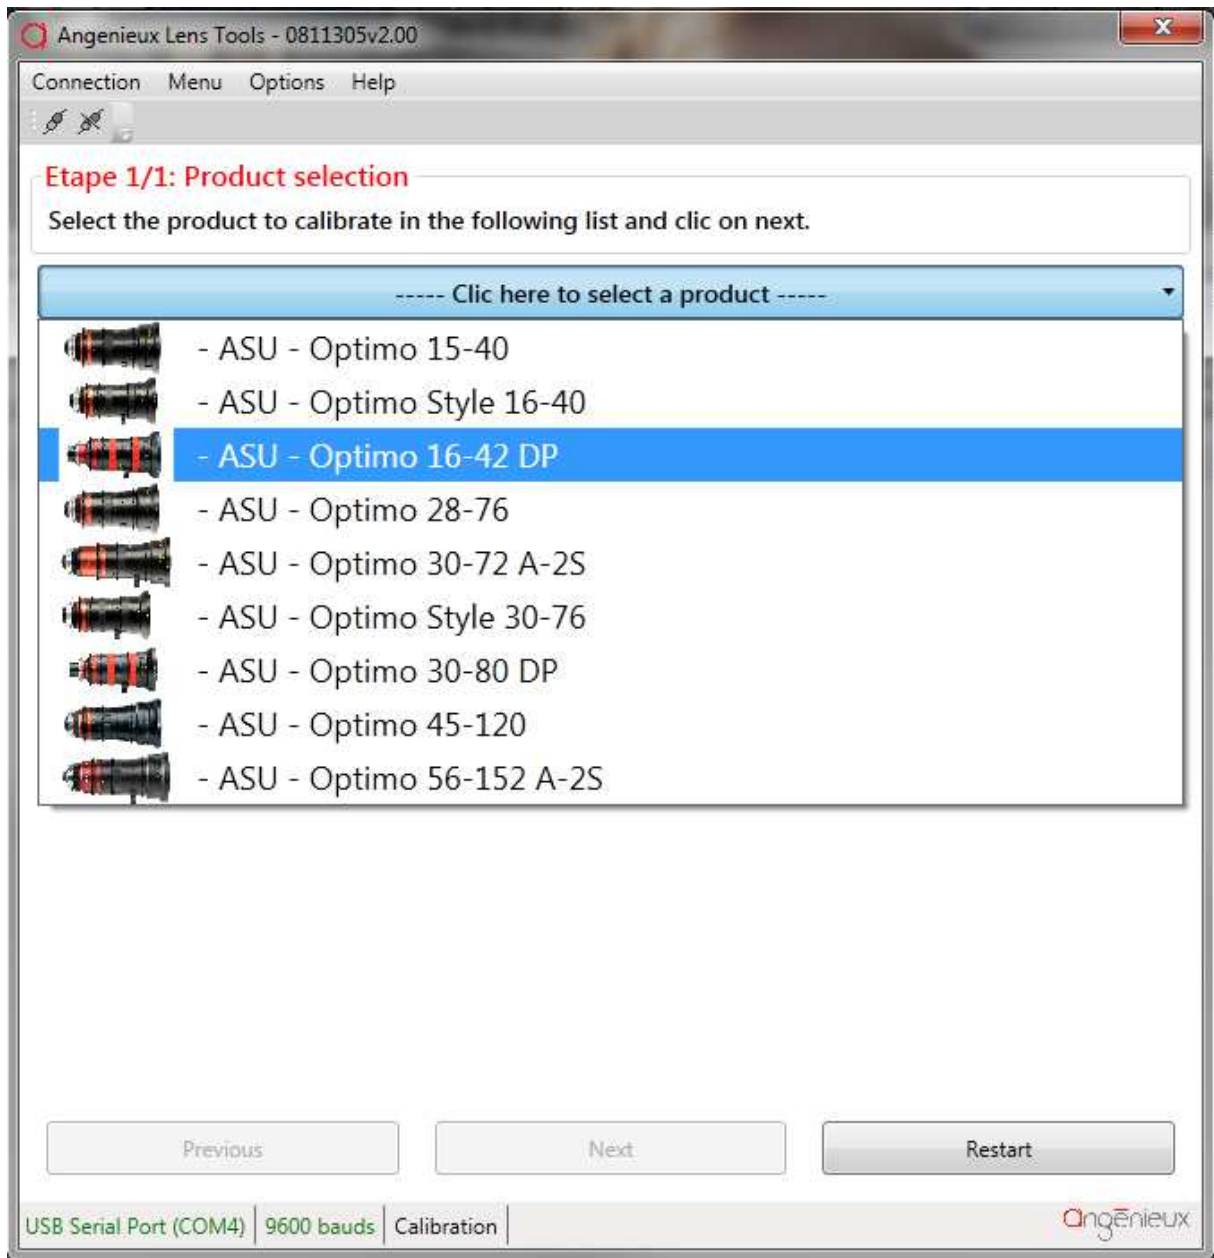 Angenieux Lens Tools - 0811305v2.00
Connection Menu Options Help
Etape 1/1: Product selection
Select the product to calibrate in the following list and clic on next.
----- Clic here to select a product -----
- ASU - Optimo 15-40
- ASU - Optimo Style 16-40
- ASU - Optimo 16-42 DP
- ASU - Optimo 28-76
- ASU - Optimo 30-72 A-2S
- ASU - Optimo Style 30-76
- ASU - Optimo 30-80 DP
- ASU - Optimo 45-120
- ASU - Optimo 56-152 A-2S
Previous Next Restart
USB Serial Port (COM4) 9600 bauds Calibration angēnieux